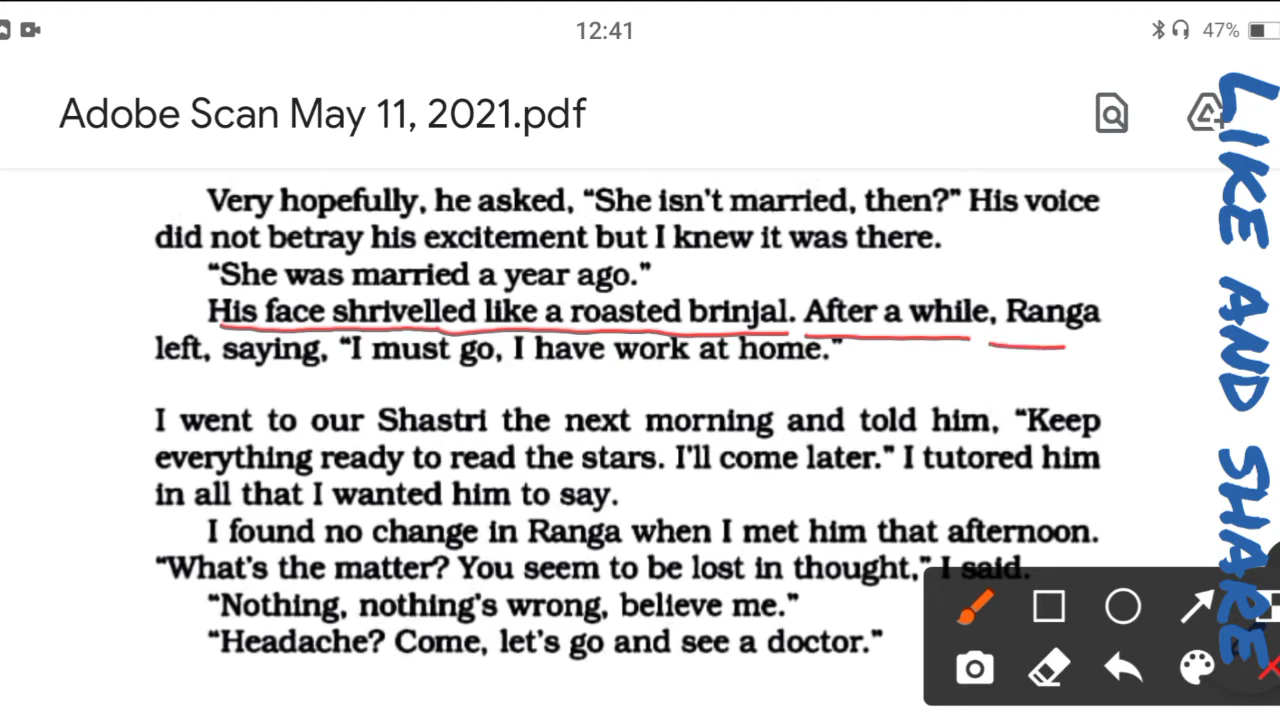 12:41
47%
Adobe Scan May 11, 2021.pdf
Very hopefully, he asked, “She isn’t married, then?” His voice
did not betray his excitement but I knew it was there.
“She was married a year ago.”
His face shrivelled like a roasted brinjal. After a while, Ranga
left, saying, “I must go, I have work at home.”
I went to our Shastri the next morning and told him, “Keep
everything ready to read the stars. I’ll come later.” I tutored him
in all that I wanted him to say.
I found no change in Ranga when I met him that afternoon.
“What’s the matter? You seem to be lost in thought,” I said.
“Nothing, nothing’s wrong, believe me.”
“Headache? Come, let’s go and see a doctor.”
LIKE AND SHARE